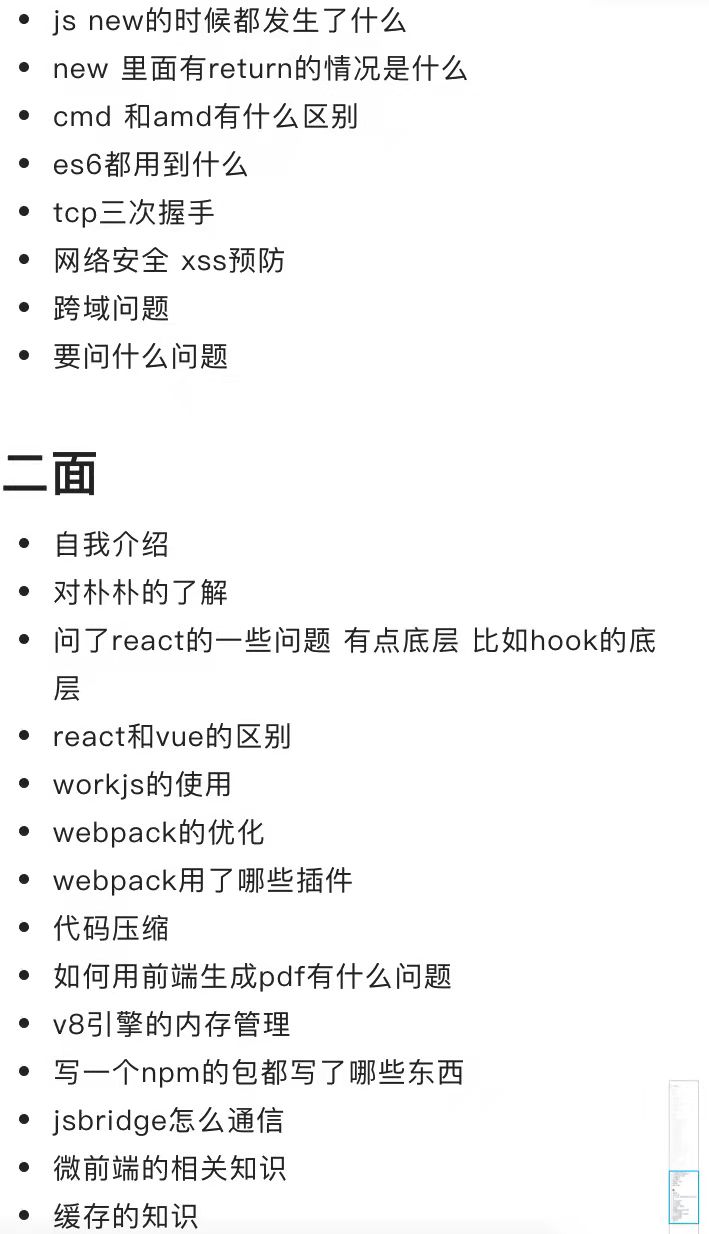 js new的时候都发生了什么
new 里面有return的情况是什么
cmd 和amd有什么区别
es6都用到什么
tcp三次握手
网络安全 xss预防
跨域问题
要问什么问题
二面
自我介绍
对朴朴的了解
问了react的一些问题 有点底层 比如hook的底
层
react和vue的区别
workjs的使用
webpack的优化
webpack用了哪些插件
代码压缩
如何用前端生成pdf有什么问题
v8引擎的内存管理
写一个npm的包都写了哪些东西
jsbridge怎么通信
微前端的相关知识
缓存的知识